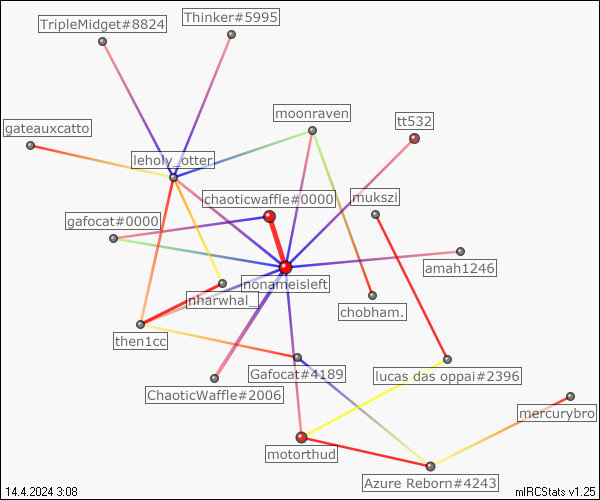 Thinker#5995
TripleMidget#8824
moonraven
tt532
gateauxcatto
leholy_otter
chaoticwaffle#0000
mukszi
gafocat#0000
amah1246
nonameisleft
nharwhal_
chobham.
then1cc
Gafocat#4189
lucas das oppai#2396
ChaoticWaffle#2006
mercurybro
motorthud
Azure Reborn#4243
14.4.2024 3:08
mIRCStats v1.25